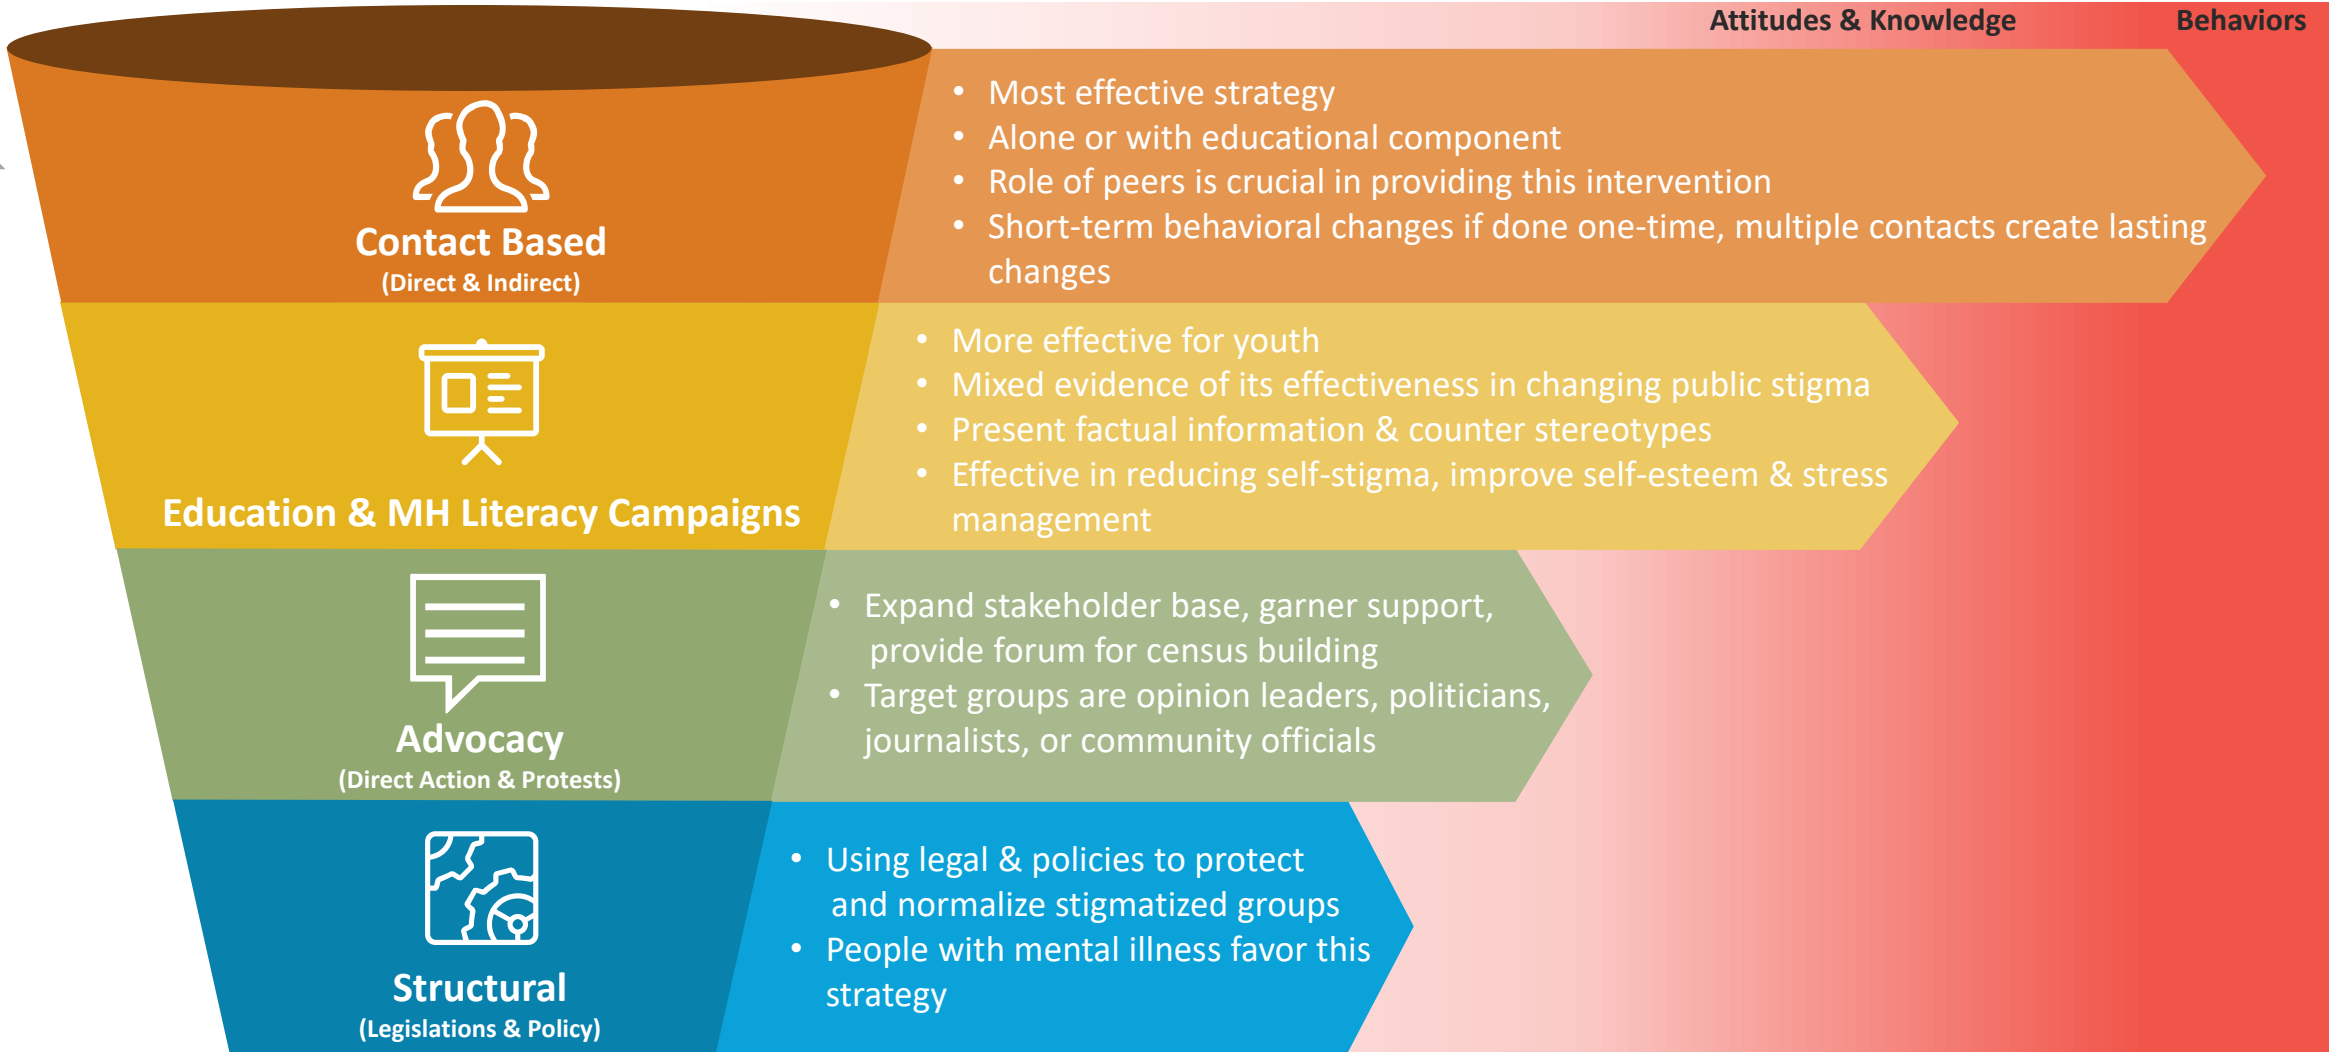 Attitudes & Knowledge
Behaviors
Contact Based
(Direct & Indirect)
• Most effective strategy
• Alone or with educational component
• Role of peers is crucial in providing this intervention
• Short-term behavioral changes if done one-time, multiple contacts create lasting
changes
Education & MH Literacy Campaigns
• More effective for youth
• Mixed evidence of its effectiveness in changing public stigma
• Present factual information & counter stereotypes
• Effective in reducing self-stigma, improve self-esteem & stress
management
Advocacy
(Direct Action & Protests)
• Expand stakeholder base, garner support,
provide forum for census building
• Target groups are opinion leaders, politicians,
journalists, or community officials
Structural
(Legislations & Policy)
• Using legal & policies to protect
and normalize stigmatized groups
• People with mental illness favor this
strategy